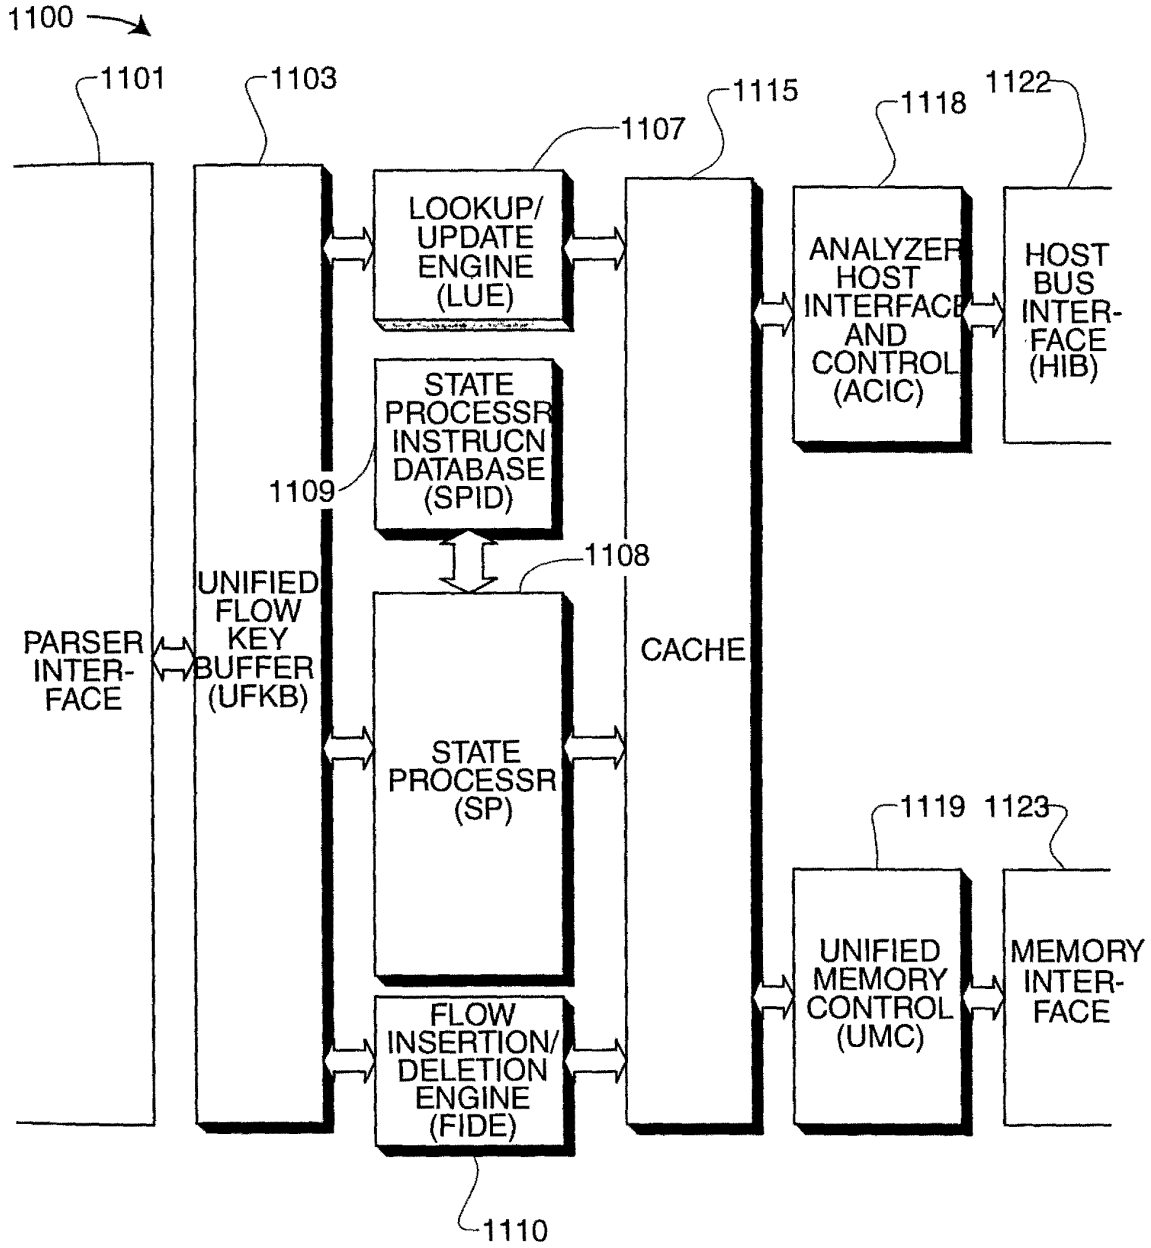 1100
1101
1103
1107
1115
1118
1122
LOOKUP/
UPDATE
ENGINE
(LUE)
ANALYZER
HOST
INTERFACE
AND
CONTROL
(ACIC)
HOST
BUS
INTER-
FACE
(HIB)
STATE
PROCESSR
INSTRUCN
DATABASE
(SPID)
1109
1108
UNIFIED
FLOW
KEY
BUFFER
(UFKB)
PARSER
INTER-
FACE
CACHE
STATE
PROCESSR
(SP)
1119
1123
UNIFIED
MEMORY
CONTROL
(UMC)
MEMORY
INTER-
FACE
FLOW
INSERTION/
DELETION
ENGINE
(FIDE)
1110